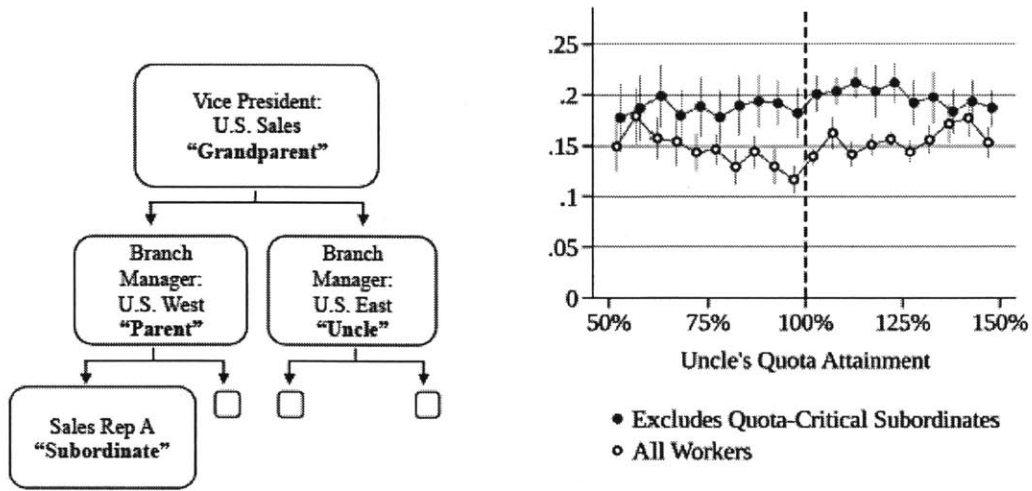 Vice President:
U.S. Sales
“Grandparent”
Branch
Manager:
U.S. West
“Parent”
Branch
Manager:
U.S. East
“Uncle”
Sales Rep A
“Subordinate”
.25
.2
.15
.1
.05
0
50%
75%
100%
125%
150%
Uncle's Quota Attainment
Excludes Quota-Critical Subordinates
All Workers